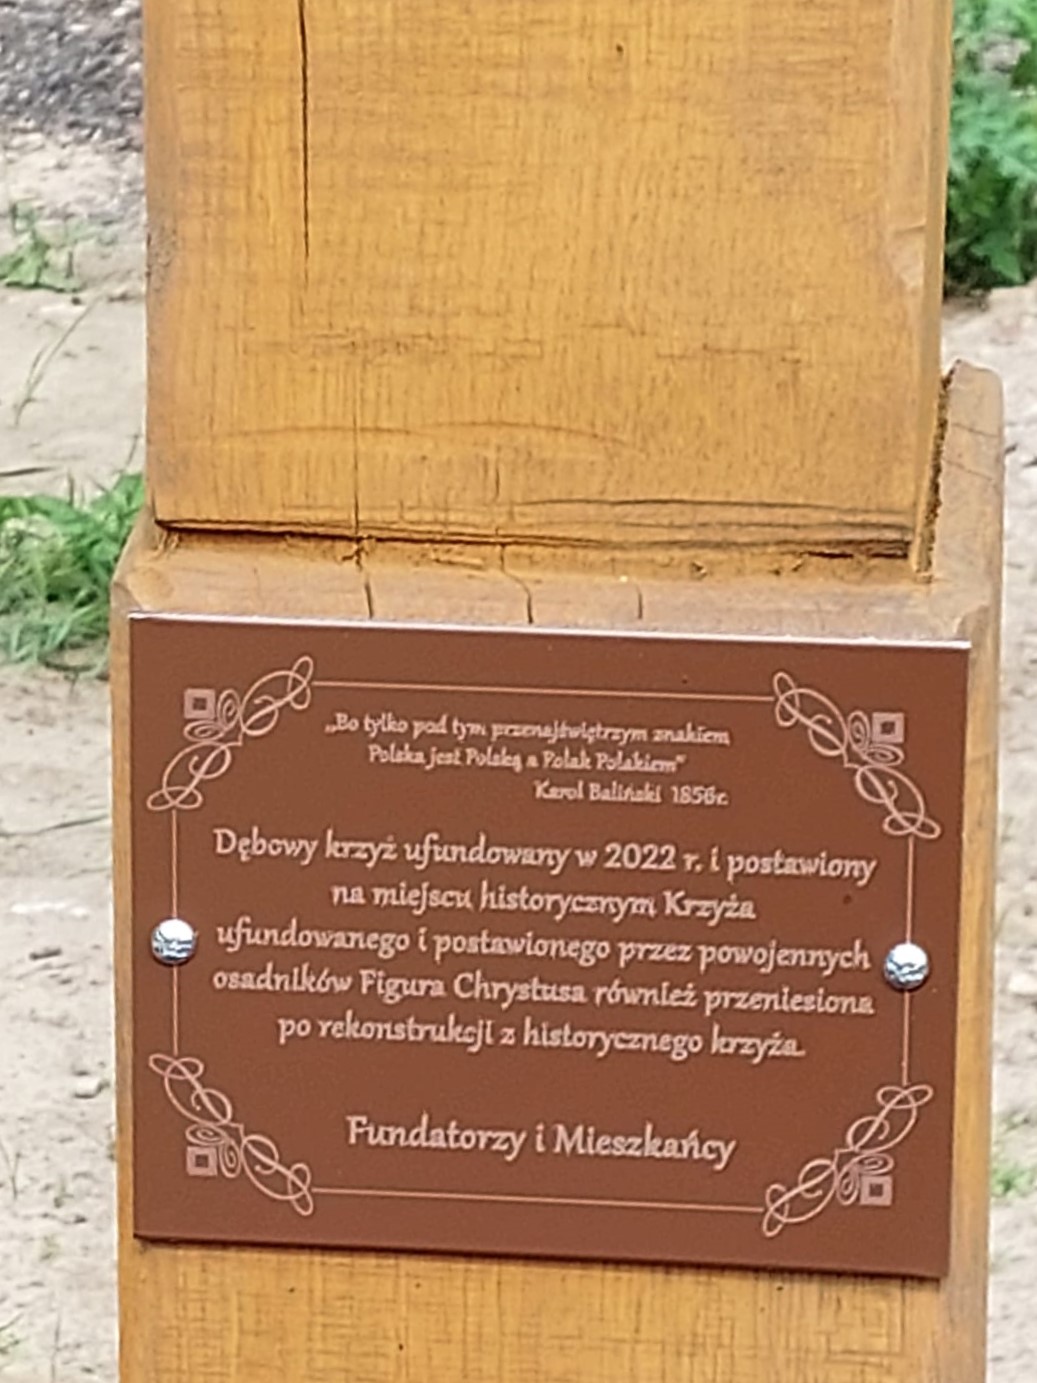 „Bo tylko pod tym przenajświętrzym znakiem
Polska jest Polską a Polak Polakiem”
Karol Baliński 1856r.
Dębowy krzyż ufundowany w 2022 r. i postawiony
na miejscu historycznym Krzyża
ufundowanego i postawionego przez powojennych
osadników Figura Chrystusa również przeniesiona
po rekonstrukcji z historycznego krzyża.
Fundatorzy i Mieszkańcy